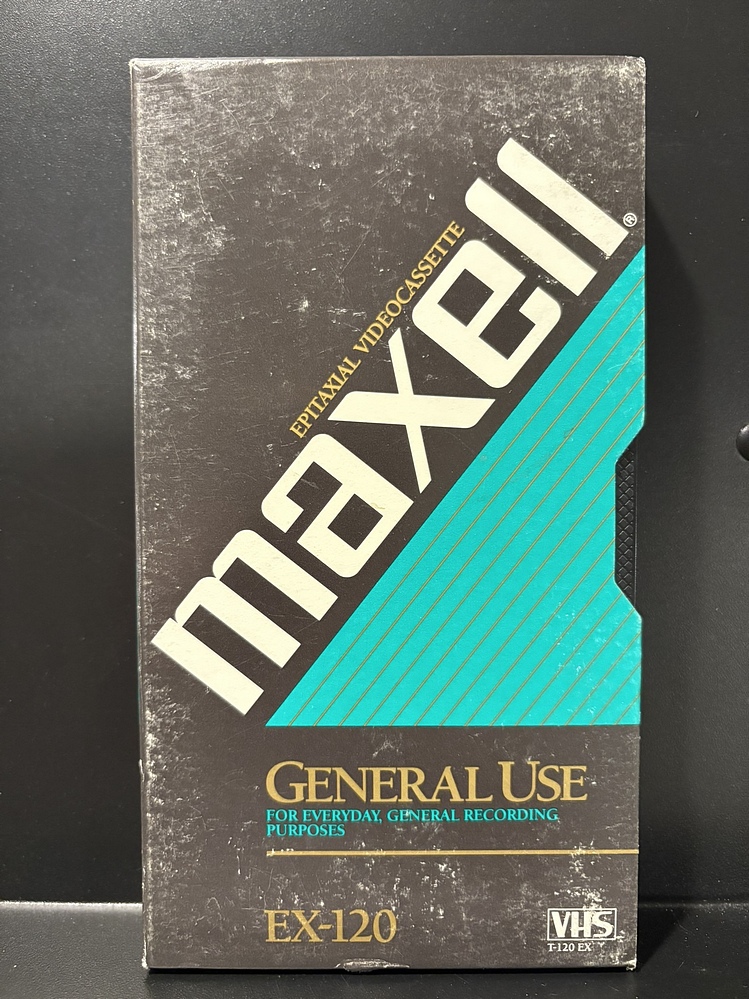 EPITAXIAL VIDEOCASSETTE
maxell®
GENERAL USE
FOR EVERYDAY, GENERAL RECORDING
PURPOSES
EX-120
VHS
T-120 EX